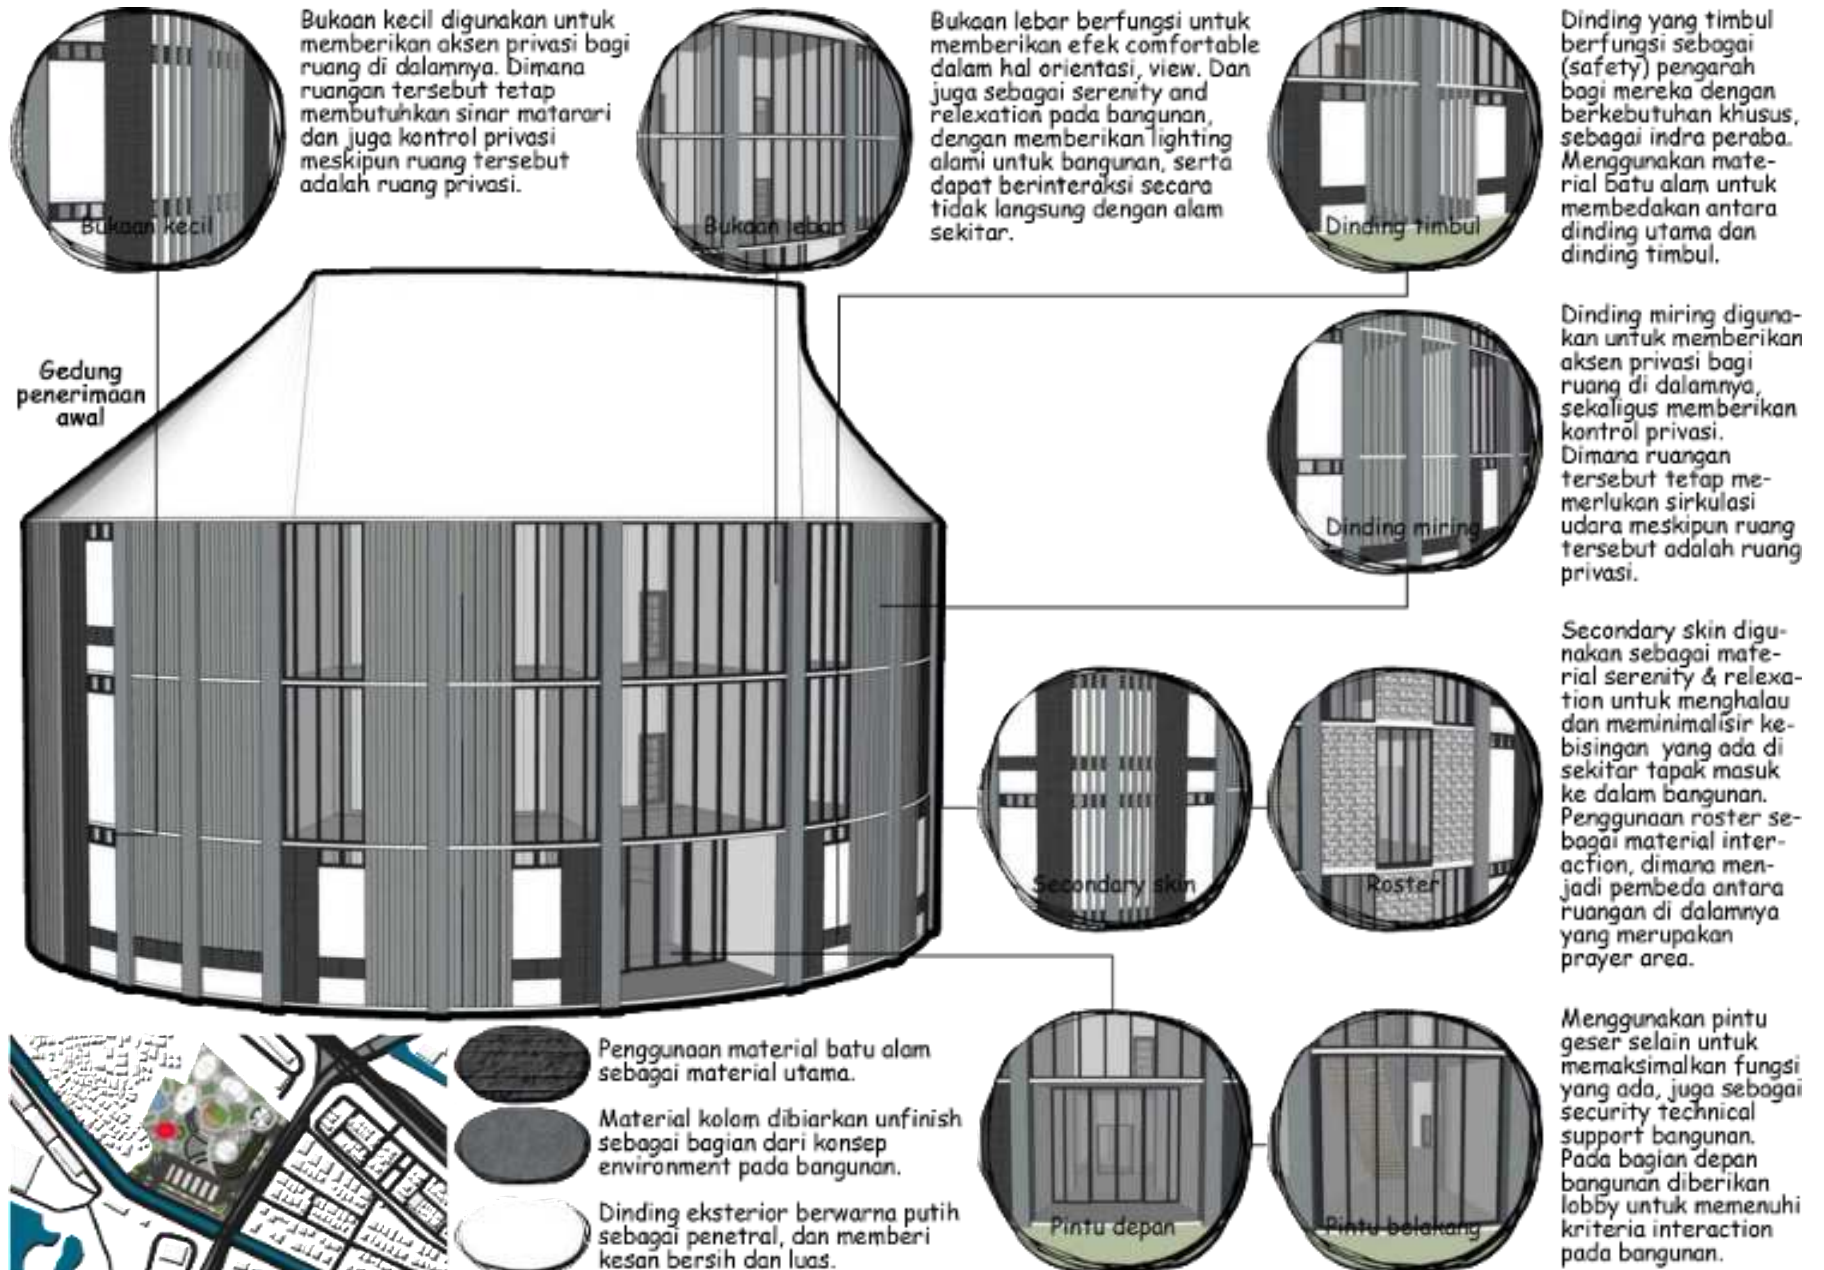 Bukaan kecil digunakan untuk
memberikan aksen privasi bagi
ruang di dalamnya. Dimana
ruangan tersebut tetap
membutuhkan sinar matarari
dan juga kontrol privasi
meskipun ruang tersebut
adalah ruang privasi.
Bukaan kecil
Bukaan lebar berfungsi untuk
memberikan efek comfortable
dalam hal orientasi, view. Dan
juga sebagai serenity and
relexation pada bangunan,
dengan memberikan lighting
alami untuk bangunan, serta
dapat berinteraksi secara
tidak langsung dengan alam
sekitar.
Bukaan lebar
Dinding yang timbul
berfungsi sebagai
(safety) pengarah
bagi mereka dengan
berkebutuhan khusus,
sebagai indra peraba.
Menggunakan mate-
rial batu alam untuk
membedakan antara
dinding utama dan
dinding timbul.
Dinding timbul
Gedung
penerimaan
awal
Dinding miring diguna-
kan untuk memberikan
aksen privasi bagi
ruang di dalamnya,
sekaligus memberikan
kontrol privasi.
Dimana ruangan
tersebut tetap me-
merlukan sirkulasi
udara meskipun ruang
tersebut adalah ruang
privasi.
Dinding miring
Secondary skin digu-
nakan sebagai mate-
rial serenity & relexa-
tion untuk menghalau
dan meminimalisir ke-
bisingan yang ada di
sekitar tapak masuk
ke dalam bangunan.
Penggunaan roster se-
bagai material inter-
action, dimana men-
jadi pembeda antara
ruangan di dalamnya
yang merupakan
prayer area.
Secondary skin
Roster
Penggunaan material batu alam
sebagai material utama.
Material kolom dibiarkan unfinish
sebagai bagian dari konsep
environment pada bangunan.
Dinding eksterior berwarna putih
sebagai penetral, dan memberi
kesan bersih dan luas.
Pintu depan
Pintu belakang
Menggunakan pintu
geser selain untuk
memaksimalkan fungsi
yang ada, juga sebagai
security technical
support bangunan.
Pada bagian depan
bangunan diberikan
lobby untuk memenuhi
kriteria interaction
pada bangunan.